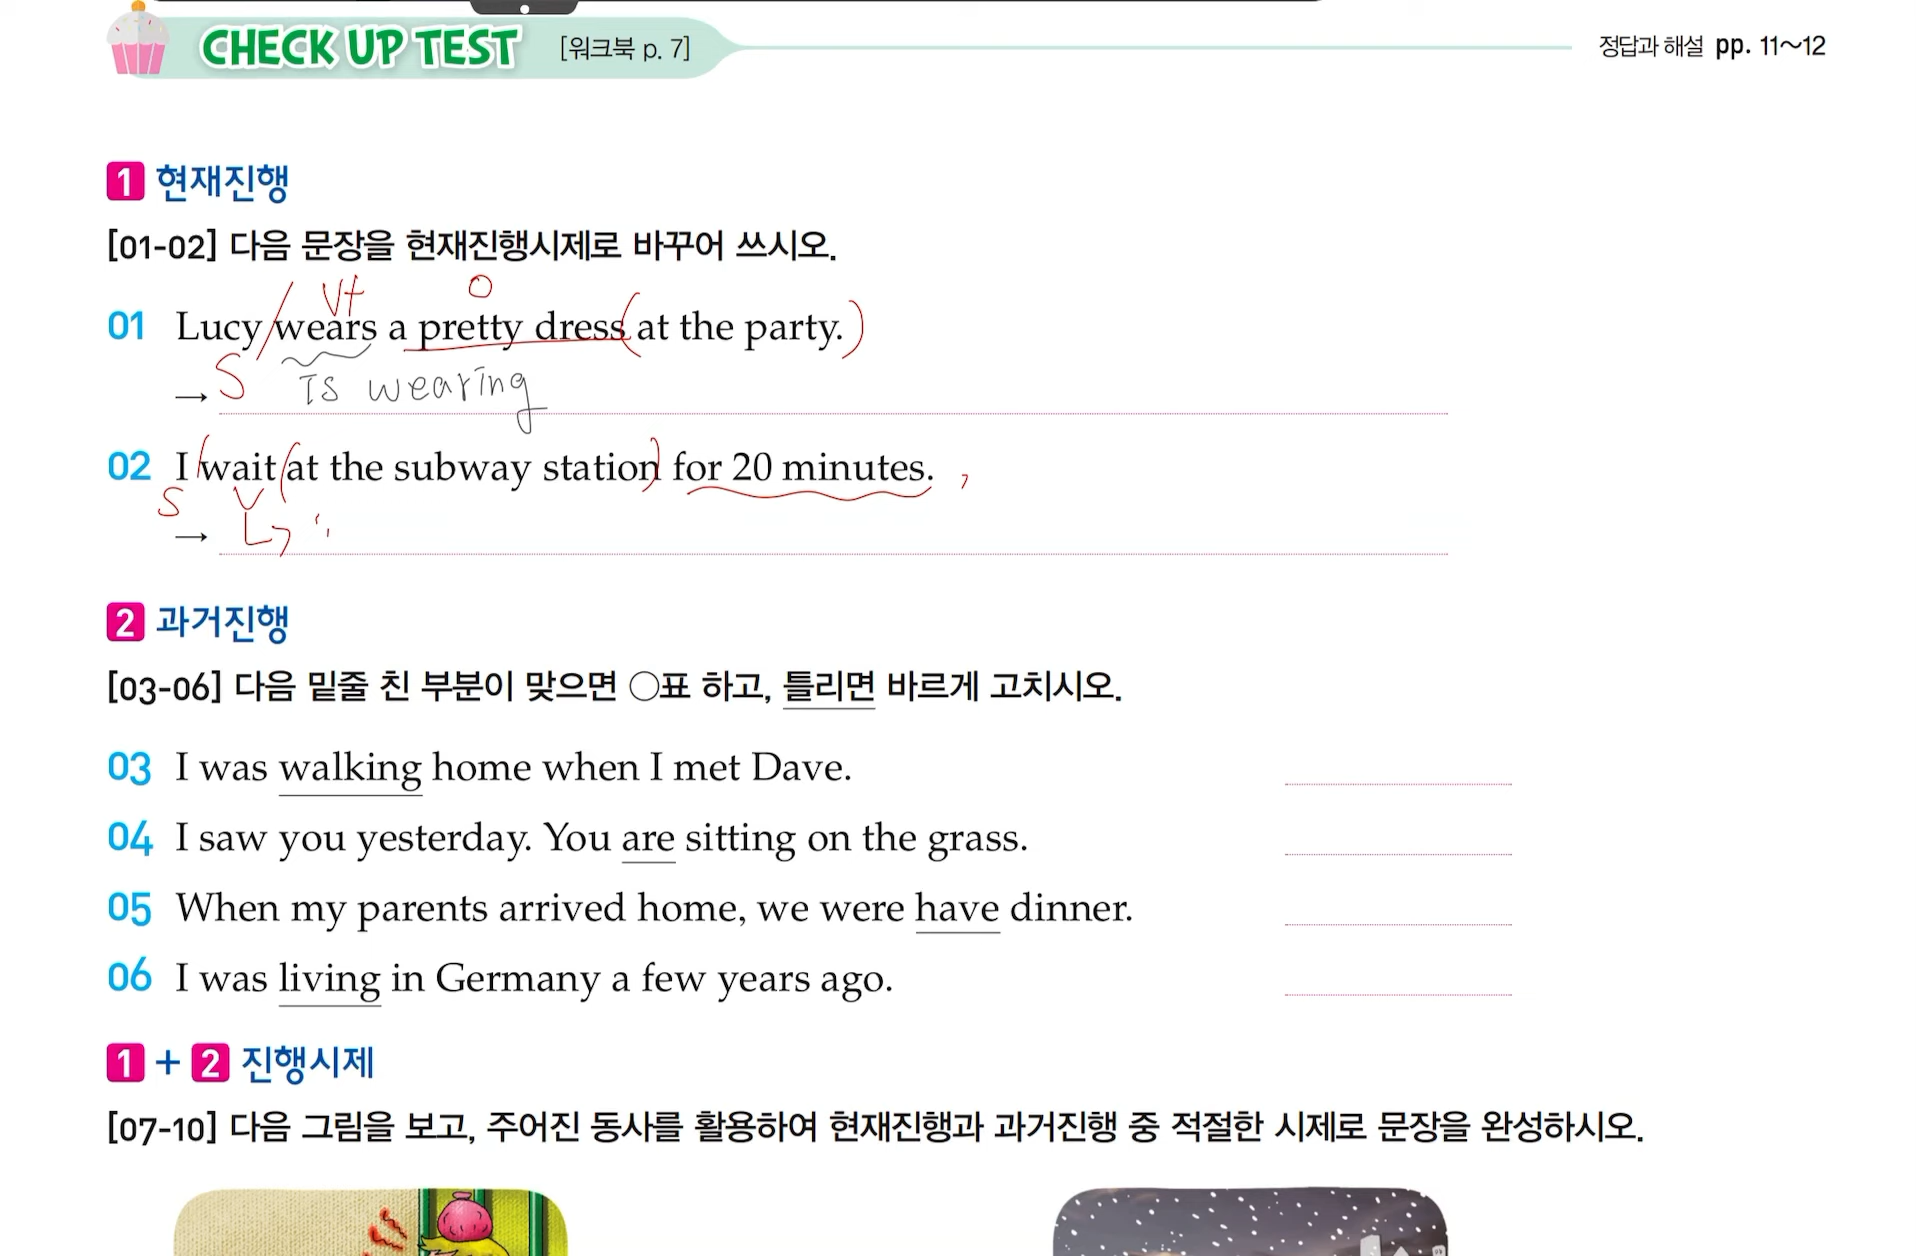 CHECK UP TEST [워크북 p. 7] 정답과 해설 pp. 11~12
1 현재진행
[01-02] 다음 문장을 현재진행시제로 바꾸어 쓰시오.
Vt O
01 Lucy / wears a pretty dress (at the party.)
→ S is wearing
02 I (wait (at the subway station) for 20 minutes. ,
S V
→
2 과거진행
[03-06] 다음 밑줄 친 부분이 맞으면 ○표 하고, 틀리면 바르게 고치시오.
03 I was walking home when I met Dave.
04 I saw you yesterday. You are sitting on the grass.
05 When my parents arrived home, we were have dinner.
06 I was living in Germany a few years ago.
1 + 2 진행시제
[07-10] 다음 그림을 보고, 주어진 동사를 활용하여 현재진행과 과거진행 중 적절한 시제로 문장을 완성하시오.